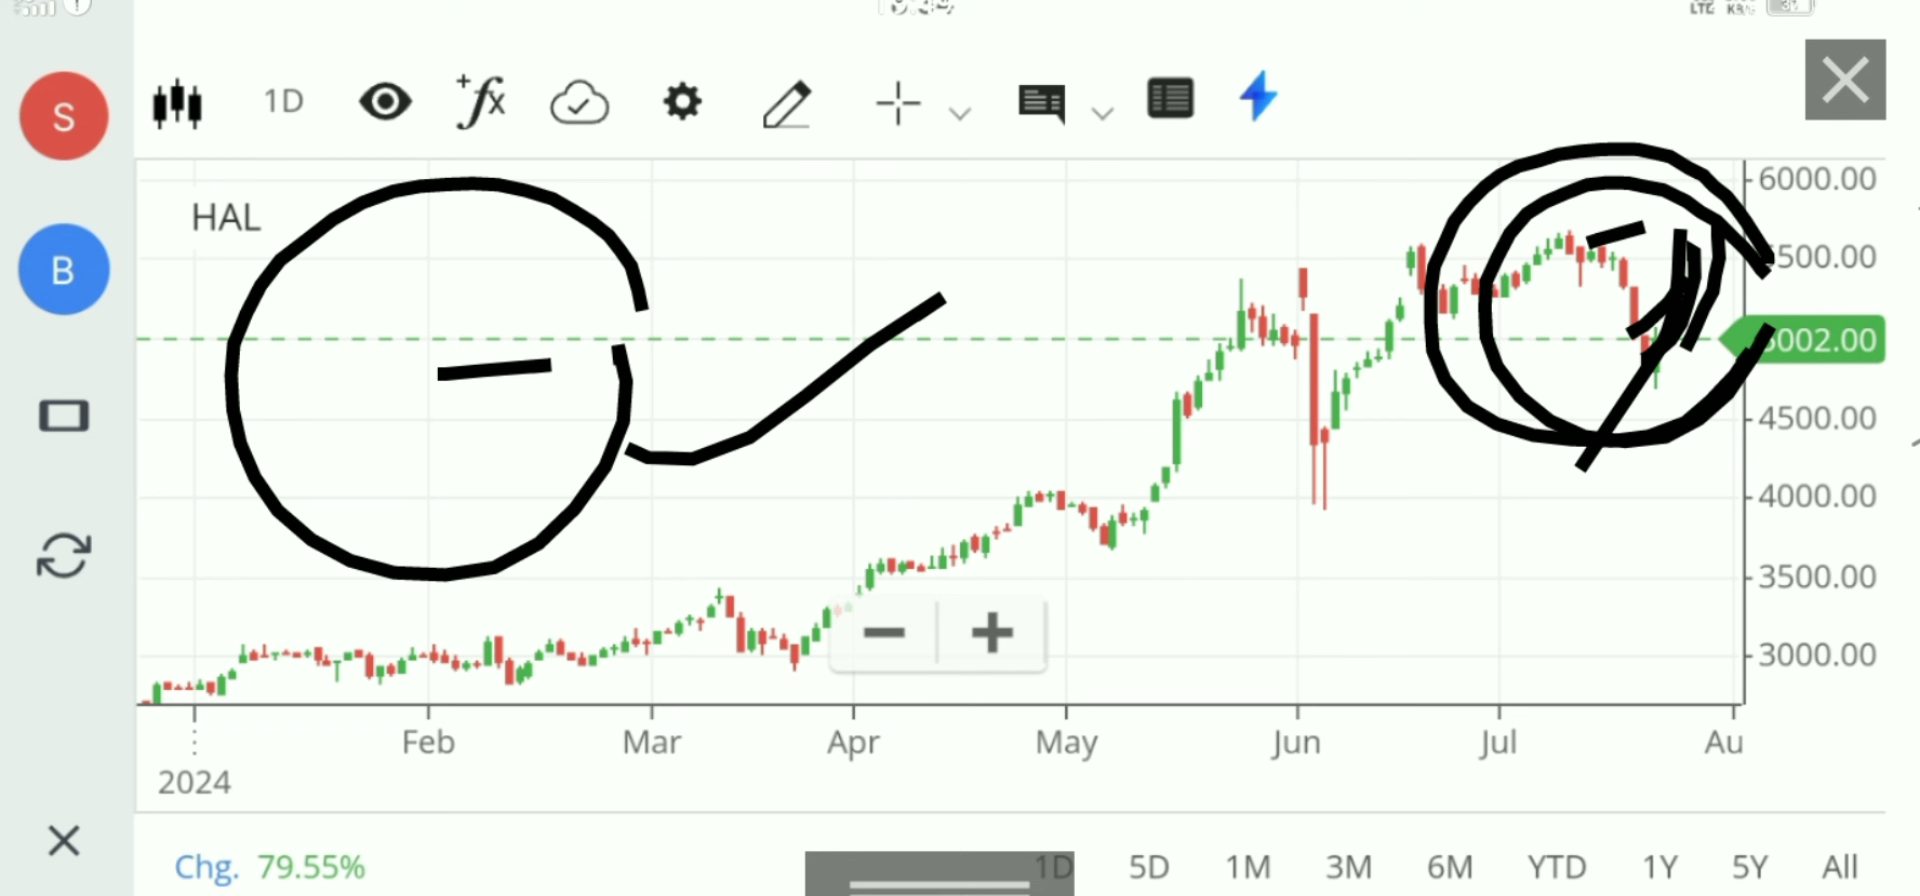 S
1D
B
HAL
6000.00
5500.00
5002.00
4500.00
4000.00
3500.00
3000.00
Feb Mar Apr May Jun Jul Au
2024
Chg. 79.55%
1D 5D 1M 3M 6M YTD 1Y 5Y All